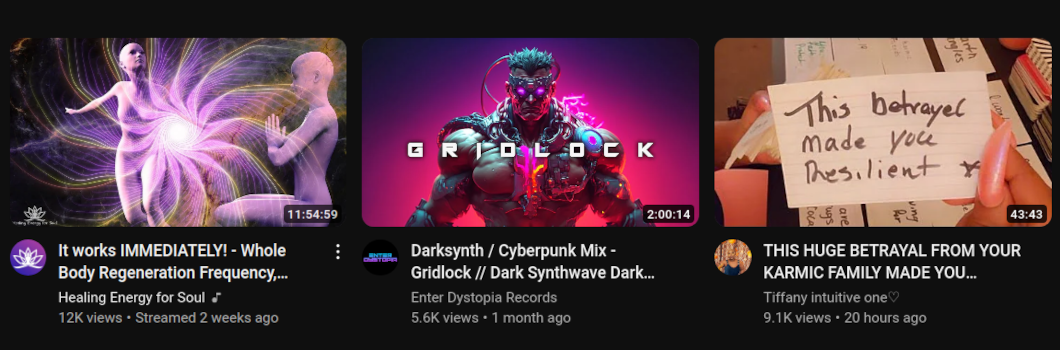 Healing Energy for Soul
11:54:59
It works IMMEDIATELY! - Whole
Body Regeneration Frequency,...
Healing Energy for Soul
12K views • Streamed 2 weeks ago
GRIDLOCK
2:00:14
ENTER
DYSTOPIA
Darksynth / Cyberpunk Mix -
Gridlock // Dark Synthwave Dark...
Enter Dystopia Records
5.6K views • 1 month ago
This betrayal
made you
Resilient
43:43
THIS HUGE BETRAYAL FROM YOUR
KARMIC FAMILY MADE YOU...
Tiffany intuitive one♡
9.1K views • 20 hours ago